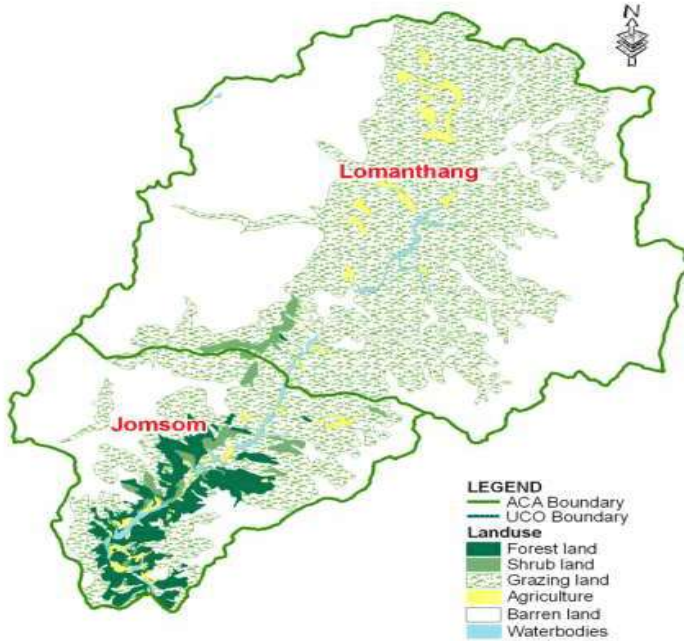 N
Lomanthang
Jomsom
LEGEND
ACA Boundary
UCO Boundary
Landuse
Forest land
Shrub land
Grazing land
Agriculture
Barren land
Waterbodies